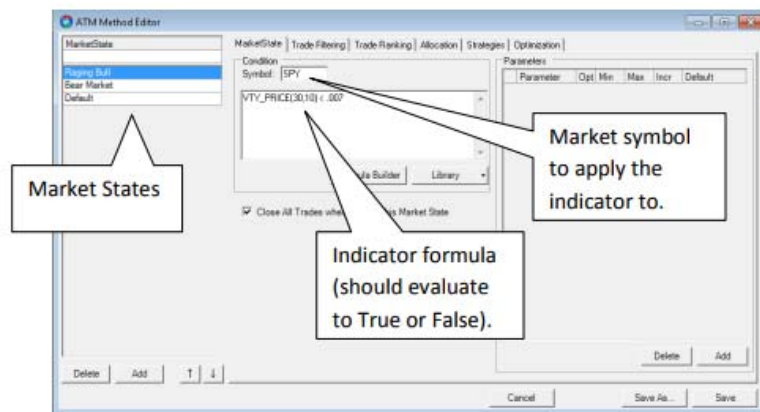 ATM Method Editor
MarketState
Raging Bull
Bear Market
Default
MarketState Trade Filtering Trade Ranking Allocation Strategies Optimization
Condition
Symbol: SPY
VTY_PRICE(30,10) < .007
Builder Library
Close All Trades Market State
Parameters
Parameter Opt Min Max Incr Default
Market States
Market symbol
to apply the
indicator to.
Indicator formula
(should evaluate
to True or False).
Delete Add ↑ ↓
Delete Add
Cancel Save As... Save